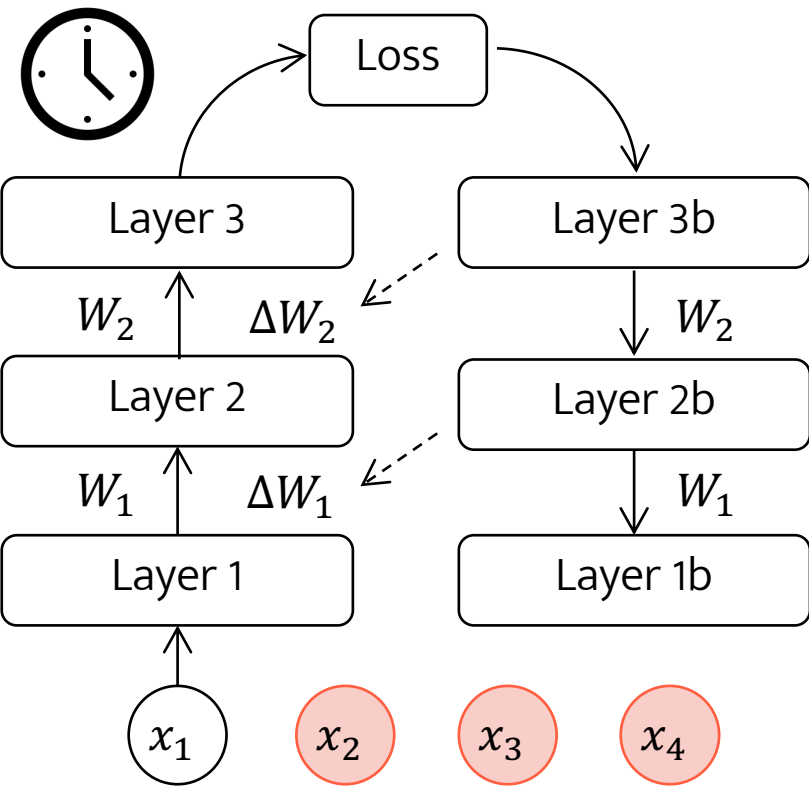 Loss
Layer 3
Layer 3b
W₂
ΔW₂
W₂
Layer 2
Layer 2b
W₁
ΔW₁
W₁
Layer 1
Layer 1b
x₁
x₂
x₃
x₄